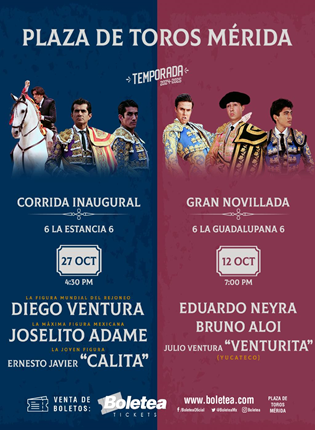 PLAZA DE TOROS MÉRIDA
TEMPORADA
CORRIDA INAUGURAL
6 LA ESTANCIA 6
27 OCT
4:30 PM
LA FIGURA MUNDIAL DEL REJONEO
DIEGO VENTURA
LA MÁXIMA FIGURA MEXICANA
JOSELITO ADAME
LA JOVEN FIGURA
ERNESTO JAVIER "CALITA"
GRAN NOVILLADA
6 LA GUADALUPANA 6
12 OCT
7:00 PM
EDUARDO NEYRA
BRUNO ALOI
JULIO VENTURA "VENTURITA"
(YUCATECO)
VENTA DE
BOLETOS:
Boletea
TICKETS
www.boletea.com
/BoleteaOficial
@BoleteaMx
Boletea
PLAZA
DE TOROS
MÉRIDA